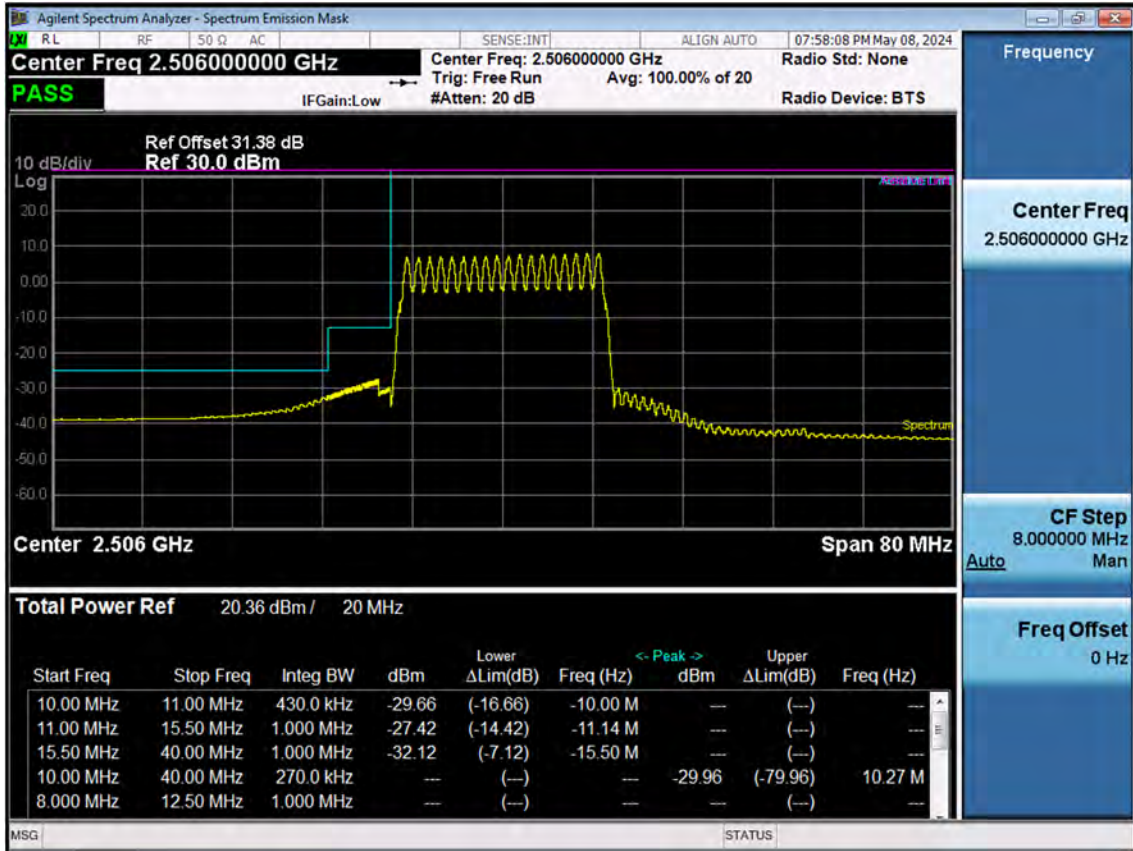 Agilent Spectrum Analyzer - Spectrum Emission Mask
LXI RL RF 50 Ω AC SENSE:INT ALIGN AUTO 07:58:08 PM May 08, 2024
Center Freq 2.506000000 GHz Center Freq: 2.506000000 GHz Radio Std: None
Trig: Free Run Avg: 100.00% of 20
PASS IFGain:Low #Atten: 20 dB Radio Device: BTS
Ref Offset 31.38 dB
10 dB/div Ref 30.0 dBm
Log
Absolute Limit
20.0
10.0
0.00
-10.0
-20.0
-30.0
-40.0
Spectrum
-50.0
-60.0
Center 2.506 GHz Span 80 MHz
Total Power Ref 20.36 dBm / 20 MHz
Lower <- Peak -> Upper
Start Freq Stop Freq Integ BW dBm ΔLim(dB) Freq (Hz) dBm ΔLim(dB) Freq (Hz)
10.00 MHz 11.00 MHz 430.0 kHz -29.66 (-16.66) -10.00 M --- (---) ---
11.00 MHz 15.50 MHz 1.000 MHz -27.42 (-14.42) -11.14 M --- (---) ---
15.50 MHz 40.00 MHz 1.000 MHz -32.12 (-7.12) -15.50 M --- (---) ---
10.00 MHz 40.00 MHz 270.0 kHz --- (---) --- -29.96 (-79.96) 10.27 M
8.000 MHz 12.50 MHz 1.000 MHz --- (---) --- --- (---) ---
MSG STATUS
Frequency
Center Freq
2.506000000 GHz
CF Step
8.000000 MHz
Auto Man
Freq Offset
0 Hz